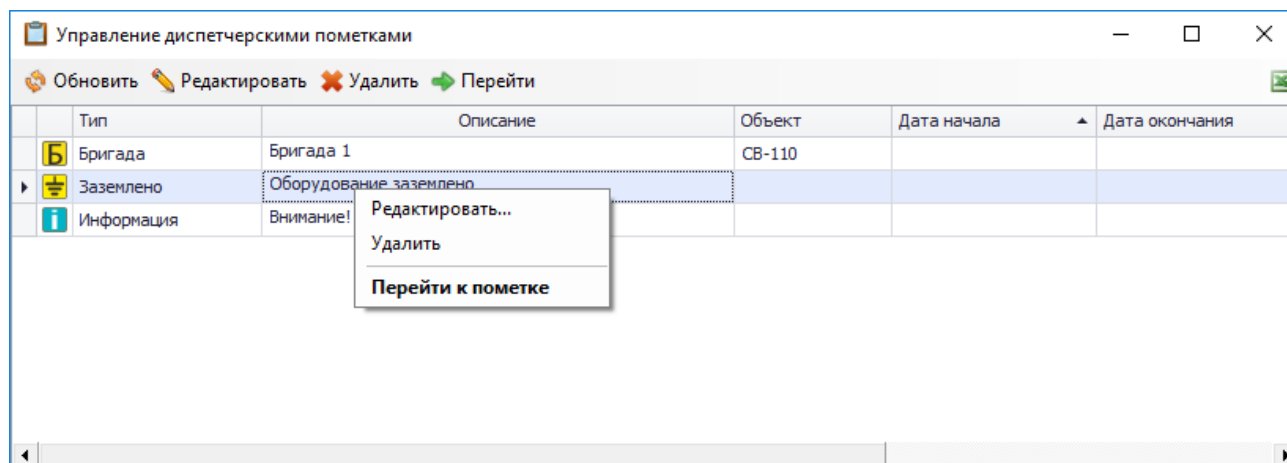 Управление диспетчерскими пометками
Обновить Редактировать Удалить Перейти
Тип Описание Объект Дата начала Дата окончания
Б Бригада Бригада 1 СВ-110
Заземлено Оборудование заземлено
i Информация Внимание!
Редактировать...
Удалить
Перейти к пометке